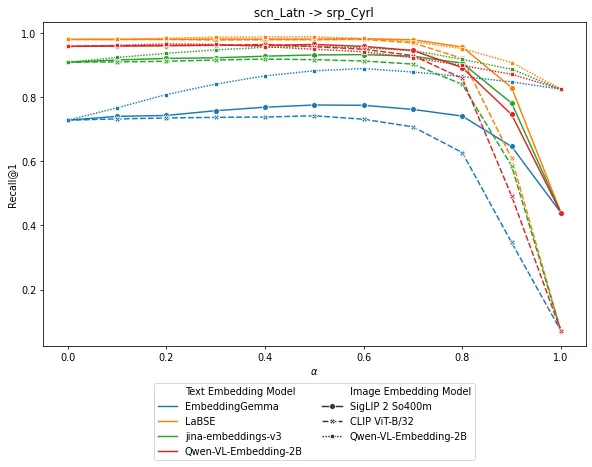 scn_Latn -> srp_Cyrl
Recall@1
1.0
0.8
0.6
0.4
0.2
0.0 0.2 0.4 0.6 0.8 1.0
α
Text Embedding Model Image Embedding Model
EmbeddingGemma SigLIP 2 So400m
LaBSE CLIP ViT-B/32
jina-embeddings-v3 Qwen-VL-Embedding-2B
Qwen-VL-Embedding-2B